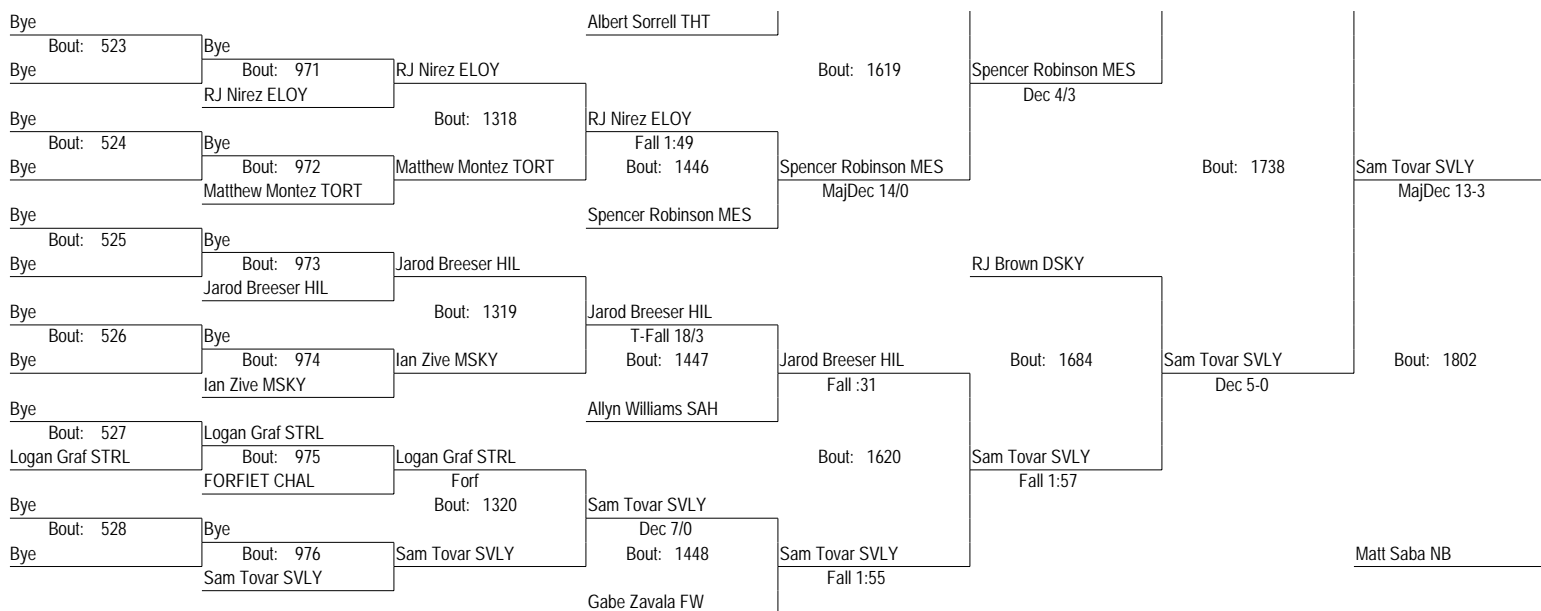 Bye
Albert Sorrell THT
Bout: 523
Bye
Bye
Bout: 971
RJ Nirez ELOY
Bout: 1619
Spencer Robinson MES
RJ Nirez ELOY
Dec 4/3
Bye
Bout: 1318
RJ Nirez ELOY
Bout: 524
Bye
Fall 1:49
Bye
Bout: 972
Matthew Montez TORT
Bout: 1446
Spencer Robinson MES
Bout: 1738
Sam Tovar SVLY
Matthew Montez TORT
MajDec 14/0
MajDec 13-3
Bye
Spencer Robinson MES
Bout: 525
Bye
Bye
Bout: 973
Jarod Breeser HIL
RJ Brown DSKY
Jarod Breeser HIL
Bye
Bout: 1319
Jarod Breeser HIL
Bout: 526
Bye
T-Fall 18/3
Bye
Bout: 974
Ian Zive MSKY
Bout: 1447
Jarod Breeser HIL
Bout: 1684
Sam Tovar SVLY
Bout: 1802
Ian Zive MSKY
Fall :31
Dec 5-0
Bye
Allyn Williams SAH
Bout: 527
Logan Graf STRL
Logan Graf STRL
Bout: 975
Logan Graf STRL
Bout: 1620
Sam Tovar SVLY
FORFIET CHAL
Forf
Fall 1:57
Bye
Bout: 1320
Sam Tovar SVLY
Bout: 528
Bye
Dec 7/0
Bye
Bout: 976
Sam Tovar SVLY
Bout: 1448
Sam Tovar SVLY
Matt Saba NB
Sam Tovar SVLY
Fall 1:55
Gabe Zavala FW